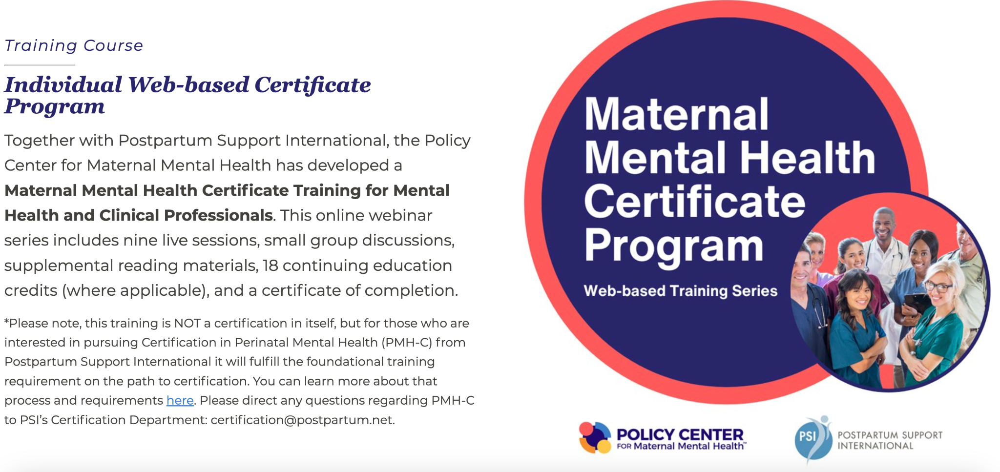 Training Course
Individual Web-based Certificate
Program
Together with Postpartum Support International, the Policy
Center for Maternal Mental Health has developed a
Maternal Mental Health Certificate Training for Mental
Health and Clinical Professionals. This online webinar
series includes nine live sessions, small group discussions,
supplemental reading materials, 18 continuing education
credits (where applicable), and a certificate of completion.
*Please note, this training is NOT a certification in itself, but for those who are
interested in pursuing Certification in Perinatal Mental Health (PMH-C) from
Postpartum Support International it will fulfill the foundational training
requirement on the path to certification. You can learn more about that
process and requirements here. Please direct any questions regarding PMH-C
to PSI’s Certification Department: certification@postpartum.net.
Maternal
Mental Health
Certificate
Program
Web-based Training Series
POLICY CENTER
FOR Maternal Mental Health™
PSI
POSTPARTUM SUPPORT
INTERNATIONAL